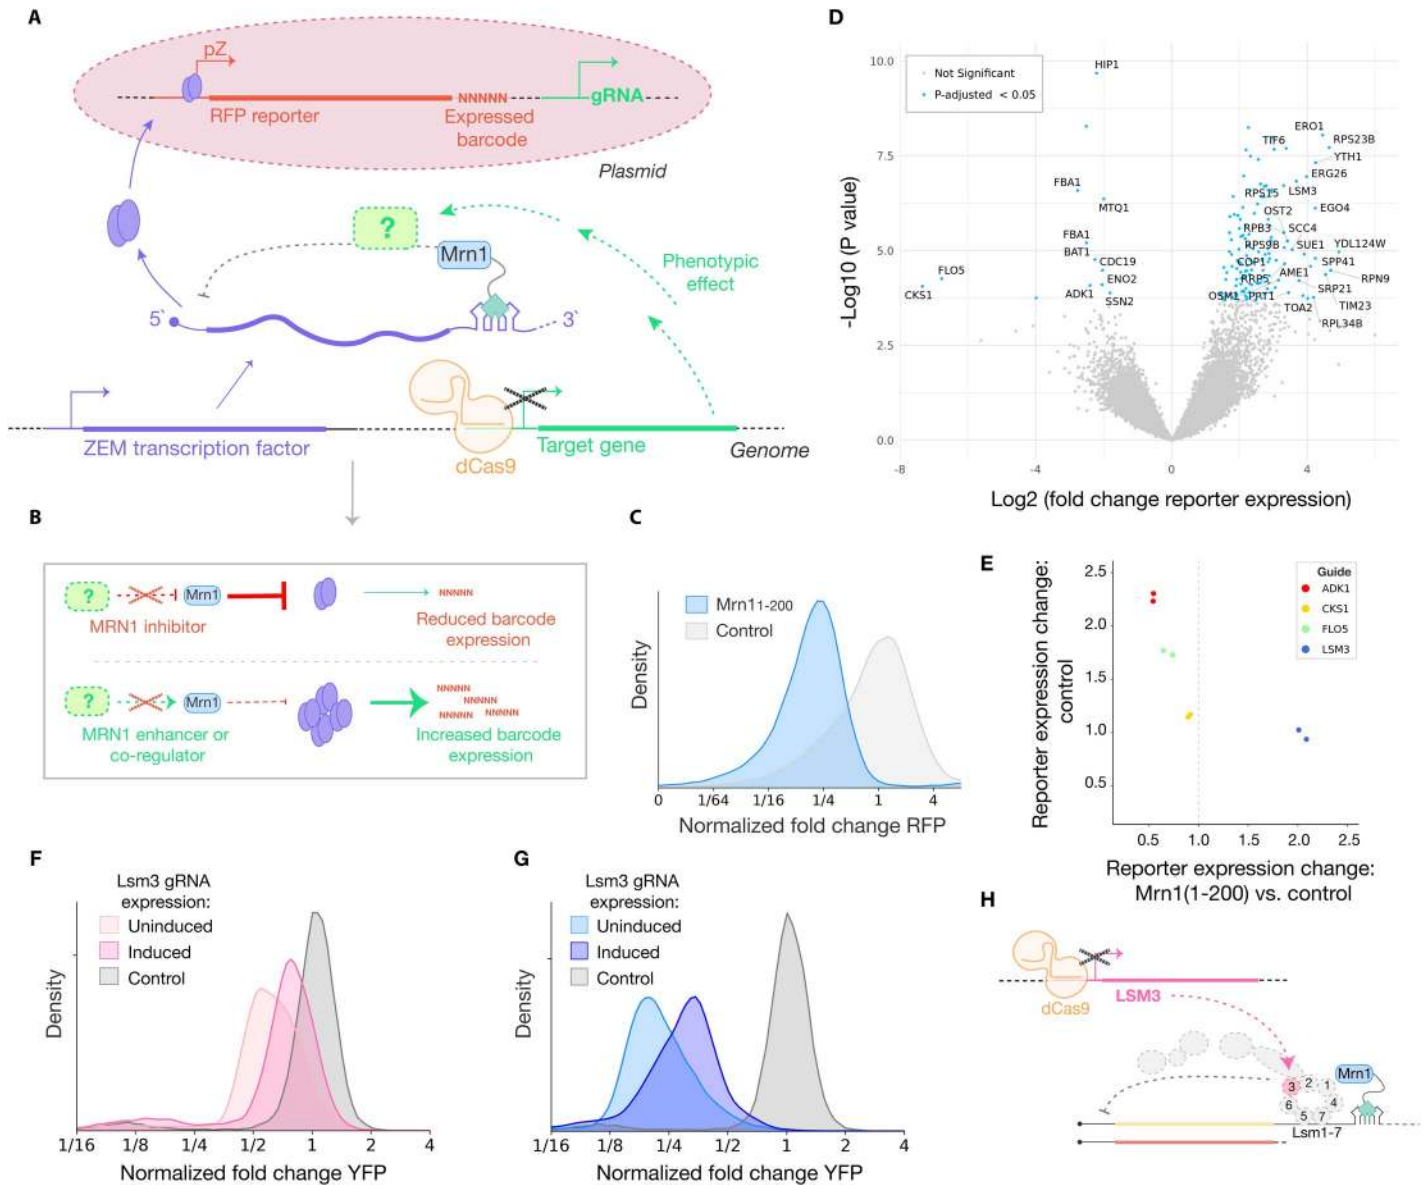 A
pZ
RFP reporter
NNNNN
Expressed
barcode
gRNA
Plasmid
?
Mrn1
Phenotypic
effect
5`
3`
ZEM transcription factor
dCas9
Target gene
Genome
B
?
Mrn1
NNNNN
MRN1 inhibitor
Reduced barcode
expression
?
Mrn1
NNNNN
NNNNN
NNNNN
NNNNN
MRN1 enhancer or
co-regulator
Increased barcode
expression
C
Mrn11-200
Control
Density
0
1/64
1/16
1/4
1
4
Normalized fold change RFP
D
Not Significant
P-adjusted < 0.05
-Log10 (P value)
10.0
7.5
5.0
2.5
0.0
HIP1
ERO1
TIF6
RPS23B
YTH1
FBA1
ERG26
RPS15
LSM3
MTQ1
OST2
EGO4
FBA1
RPB3
SCC4
BAT1
RPS9B
SUE1
YDL124W
CDC19
COP1
SPP41
FLO5
ENO2
RRP5
AME1
RPN9
CKS1
ADK1
SSN2
OSM1
PRT1
SRP21
TOA2
TIM23
RPL34B
-8
-4
0
4
Log2 (fold change reporter expression)
E
Guide
ADK1
CKS1
FLO5
LSM3
Reporter expression change:
control
2.5
2.0
1.5
1.0
0.5
0.5
1.0
1.5
2.0
2.5
Reporter expression change:
Mrn1(1-200) vs. control
F
Lsm3 gRNA
expression:
Uninduced
Induced
Control
Density
1/16
1/8
1/4
1/2
1
2
4
Normalized fold change YFP
G
Lsm3 gRNA
expression:
Uninduced
Induced
Control
Density
1/16
1/8
1/4
1/2
1
2
4
Normalized fold change YFP
H
LSM3
dCas9
Mrn1
3
2
1
6
4
5
7
Lsm1-7